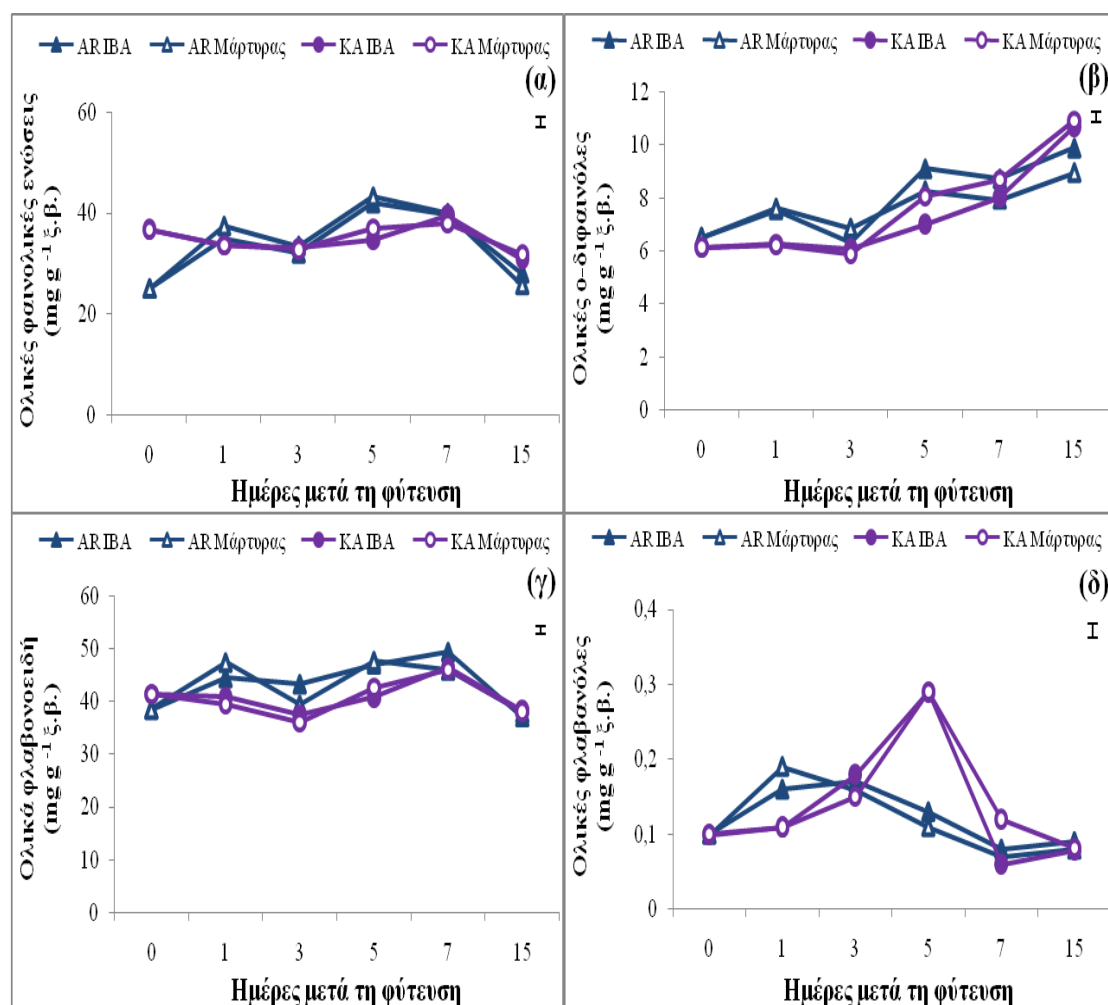 AR IBA AR Μάρτυρας KA IBA KA Μάρτυρας
(α)
Ολικές φαινολικές ενώσεις
(mg g -1 ξ.β.)
60
40
20
0
0 1 3 5 7 15
Ημέρες μετά τη φύτευση
AR IBA AR Μάρτυρας KA IBA KA Μάρτυρας
(β)
Ολικές ο-διφαινόλες
(mg g -1 ξ.β.)
12
10
8
6
4
2
0
0 1 3 5 7 15
Ημέρες μετά τη φύτευση
AR IBA AR Μάρτυρας KA IBA KA Μάρτυρας
(γ)
Ολικά φλαβονοειδή
(mg g -1 ξ.β.)
60
50
40
30
20
10
0
0 1 3 5 7 15
Ημέρες μετά τη φύτευση
AR IBA AR Μάρτυρας KA IBA KA Μάρτυρας
(δ)
Ολικές φλαβανόλες
(mg g -1 ξ.β.)
0,4
0,3
0,2
0,1
0
0 1 3 5 7 15
Ημέρες μετά τη φύτευση